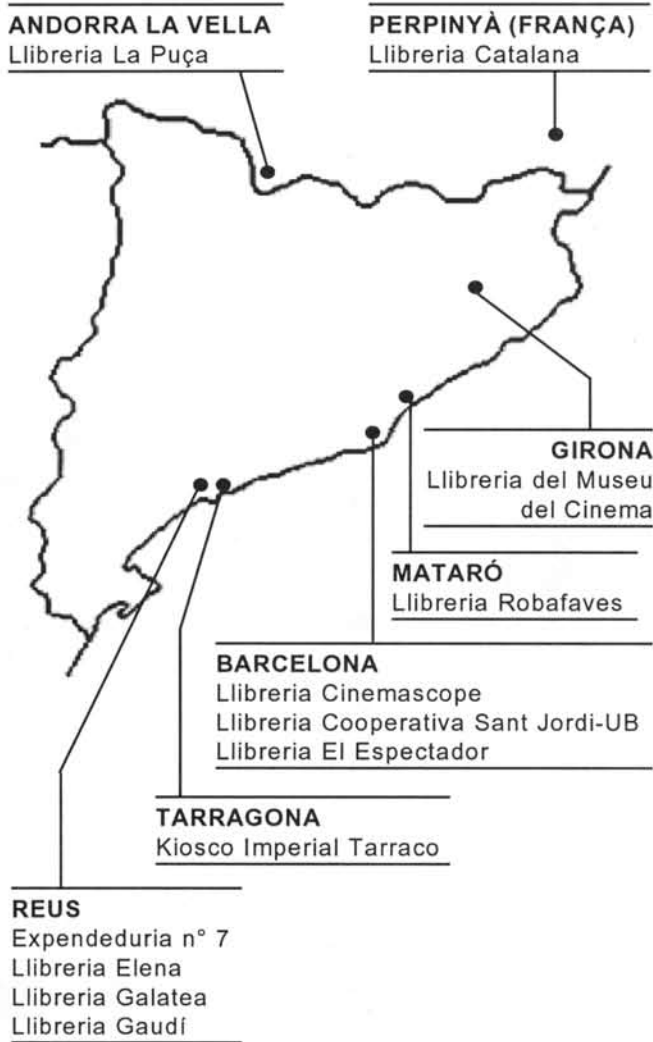 ANDORRA LA VELLA
Llibreria La Puça
PERPINYÀ (FRANÇA)
Llibreria Catalana
GIRONA
Llibreria del Museu
del Cinema
MATARÓ
Llibreria Robafaves
BARCELONA
Llibreria Cinemascope
Llibreria Cooperativa Sant Jordi-UB
Llibreria El Espectador
TARRAGONA
Kiosco Imperial Tarraco
REUS
Expendeduria n° 7
Llibreria Elena
Llibreria Galatea
Llibreria Gaudí